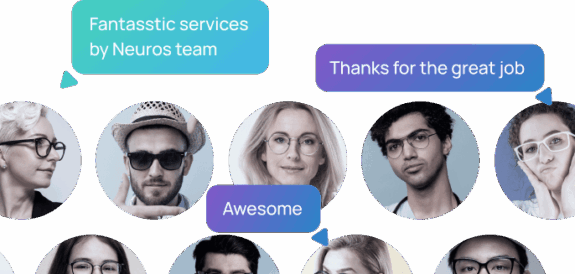 Fantasstic services
by Neuros team
Thanks for the great job
Awesome